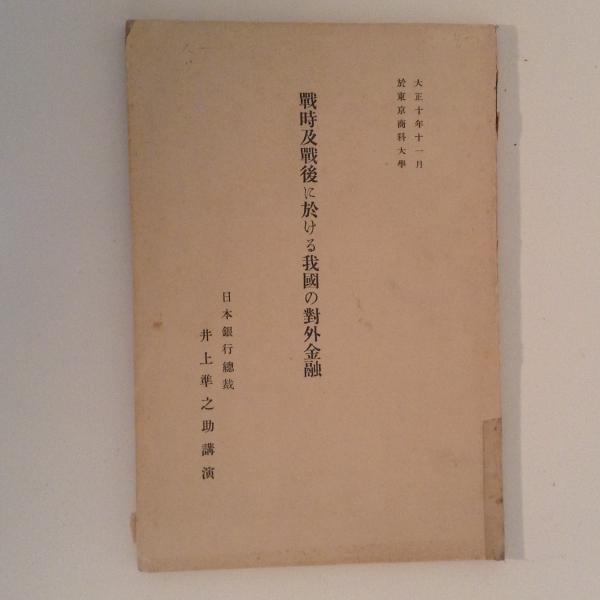 大正十年十一月
於東京商科大學
戰時及戰後に於ける我國の對外金融
日本銀行總裁
井上準之助講演